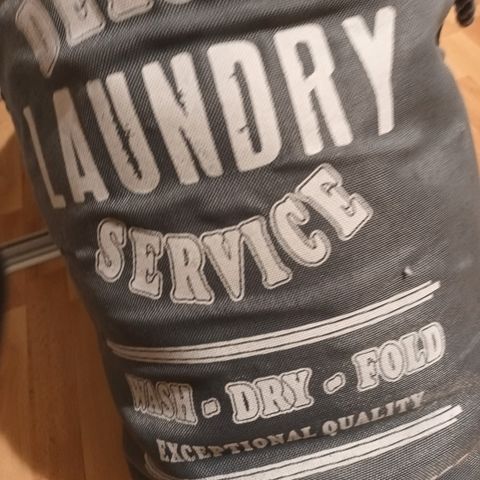 LAUNDRY
SERVICE
WASH - DRY - FOLD
EXCEPTIONAL QUALITY